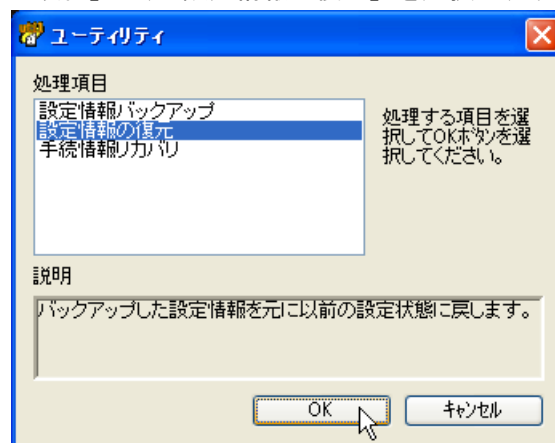 ユーティリティ
処理項目
設定情報バックアップ
設定情報の復元
手続情報リカバリ
処理する項目を選
択してOKボタンを選
択してください。
説明
バックアップした設定情報を元に以前の設定状態に戻します。
OK
キャンセル